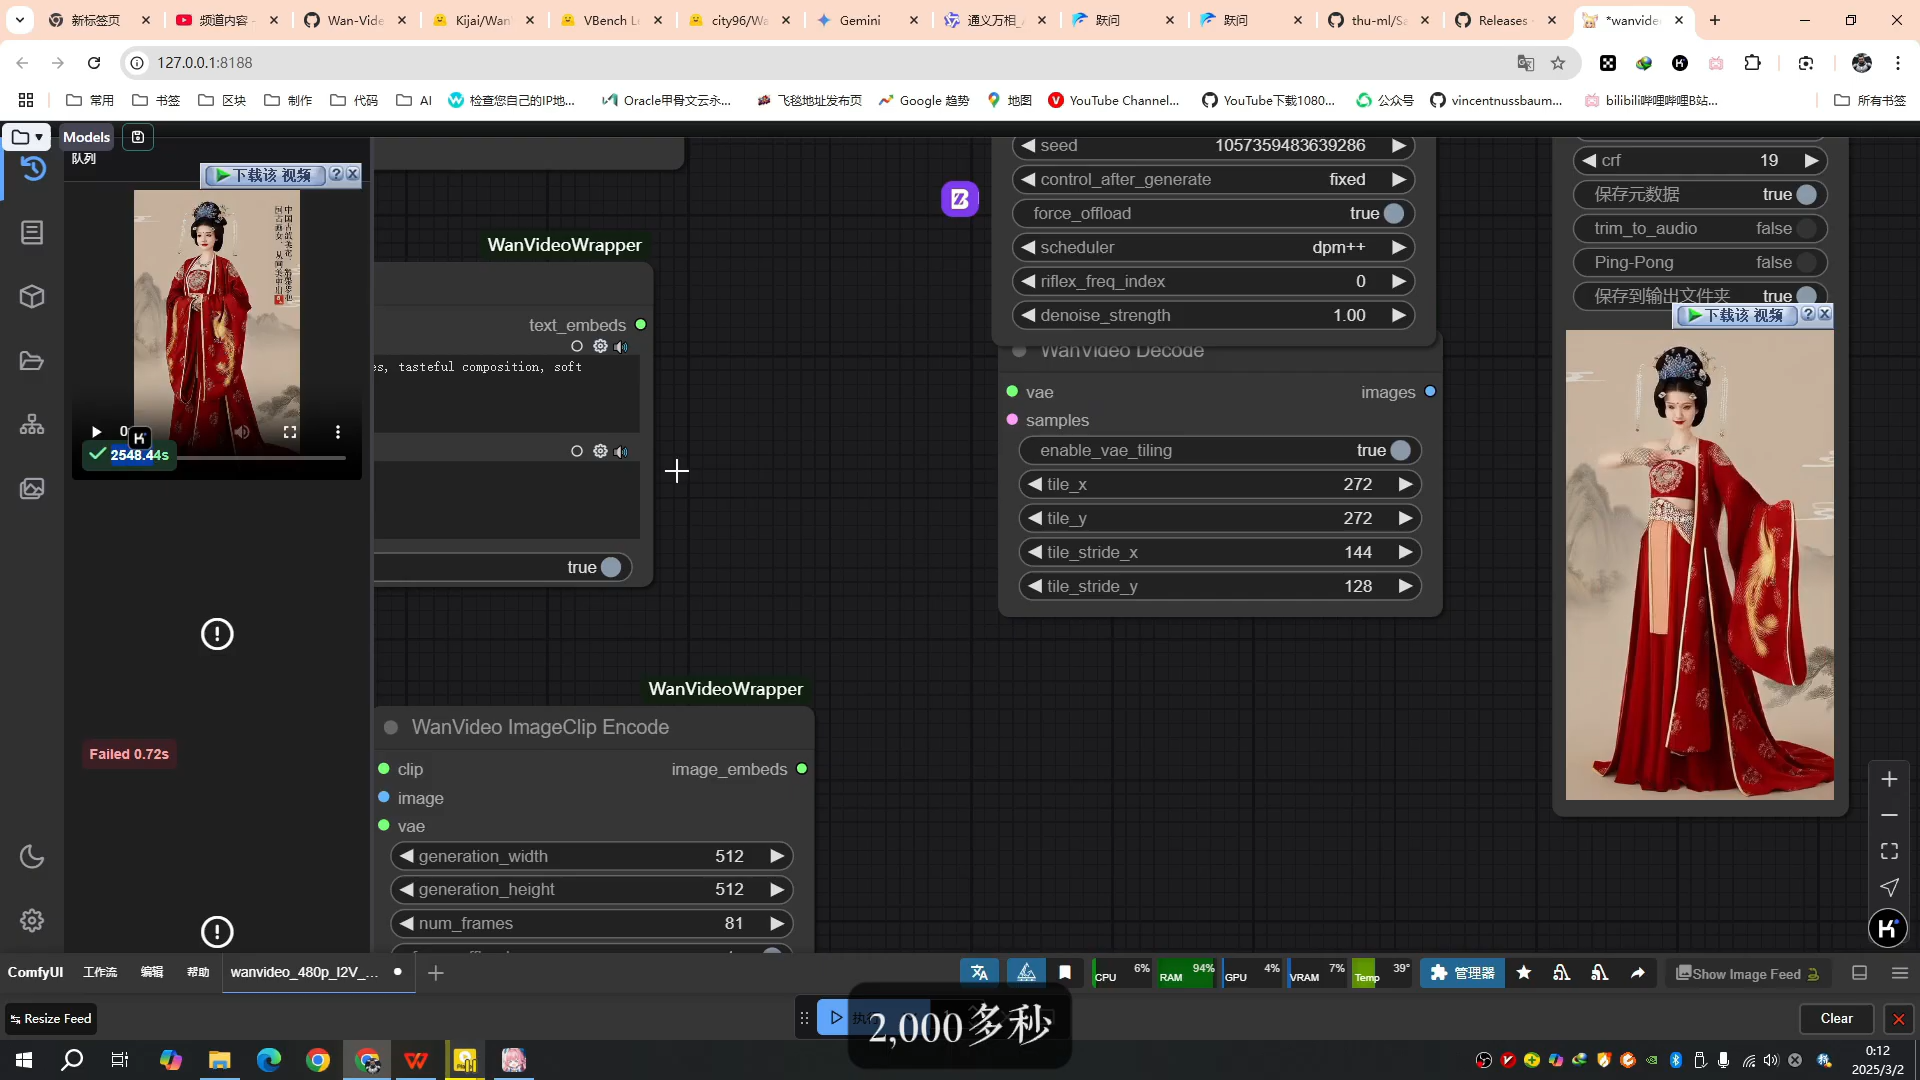 新标签页
频道内容 -
Wan-Vide
Kijai/Wan
VBench Le
city96/Wa
Gemini
通义万相_
跃问
跃问
thu-ml/Sa
Releases ·
*wanvide
127.0.0.1:8188
常用
书签
区块
制作
代码
AI
检查您自己的IP地...
Oracle甲骨文云永...
飞毯地址发布页
Google 趋势
地图
YouTube Channel...
YouTube下载1080...
公众号
vincentnussbaum...
bilibili哔哩哔哩B站...
所有书签
Models
队列
下载该 视频
2548.44s
Failed 0.72s
WanVideoWrapper
text_embeds
es, tasteful composition, soft
true
WanVideoWrapper
WanVideo ImageClip Encode
clip
image_embeds
image
vae
generation_width 512
generation_height 512
num_frames 81
seed 1057359483639286
control_after_generate fixed
force_offload true
scheduler dpm++
riflex_freq_index 0
denoise_strength 1.00
WanVideo Decode
vae
images
samples
enable_vae_tiling true
tile_x 272
tile_y 272
tile_stride_x 144
tile_stride_y 128
crf 19
保存元数据 true
trim_to_audio false
Ping-Pong false
保存到输出文件夹 true
下载该 视频
ComfyUI
工作流
编辑
帮助
wanvideo_480p_I2V_...
CPU 6%
RAM 94%
GPU 4%
VRAM 7%
Temp 39°
管理器
Show Image Feed
Resize Feed
2,000多秒
Clear
0:12
2025/3/2